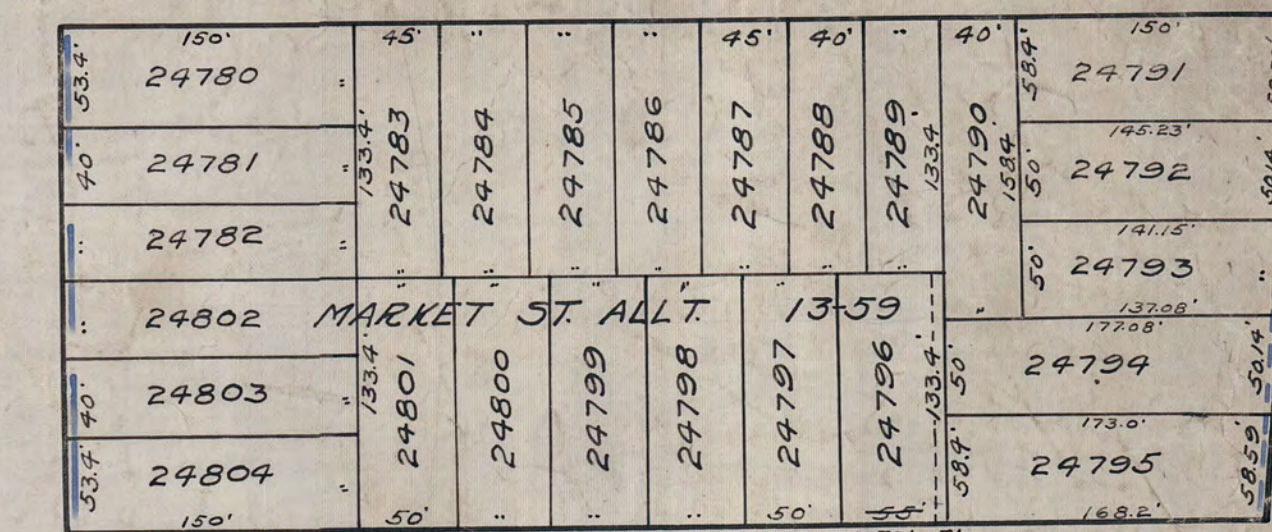 150' 45' " " " 45' 40' " 40' 150'
53.4' 24780 " 58.4' 24791
133.4' 24783 24784 24785 24786 24787 24788 24789 133.4 24790 158.4'
40' 24781 " 50' 145.23' 24792 50.14'
" 24782 " 50' 141.15' 24793 "
" " " " " " " " 137.08'
" 24802 MARKET ST. ALLT. 13-59 177.08'
133.4' 24801 24800 24799 24798 24797 24796 133.4' 50' 24794 50.14'
40' 24803 "
53.4' 24804 " 58.4' 173.0' 24795 58.59'
150' 50' " " " 50' 55' 168.2'